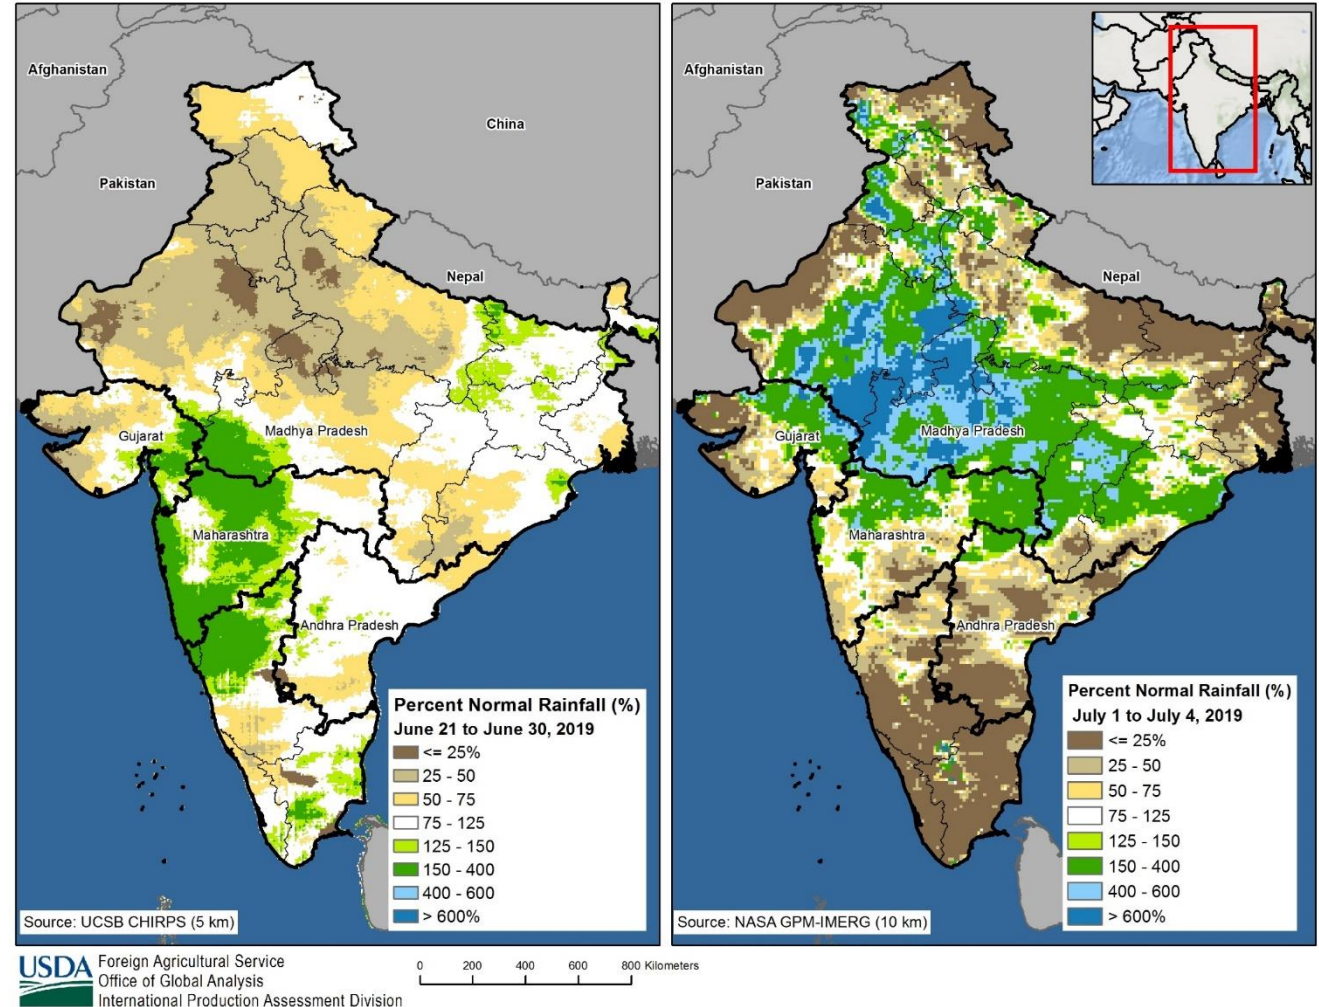 Afghanistan
China
Pakistan
Nepal
Gujarat
Madhya Pradesh
Maharashtra
Andhra Pradesh
Percent Normal Rainfall (%)
June 21 to June 30, 2019
<= 25%
25 - 50
50 - 75
75 - 125
125 - 150
150 - 400
400 - 600
> 600%
Source: UCSB CHIRPS (5 km)
Afghanistan
Pakistan
Nepal
Gujarat
Madhya Pradesh
Maharashtra
Andhra Pradesh
Percent Normal Rainfall (%)
July 1 to July 4, 2019
<= 25%
25 - 50
50 - 75
75 - 125
125 - 150
150 - 400
400 - 600
> 600%
Source: NASA GPM-IMERG (10 km)
USDA
Foreign Agricultural Service
Office of Global Analysis
International Production Assessment Division
0 200 400 600 800 Kilometers